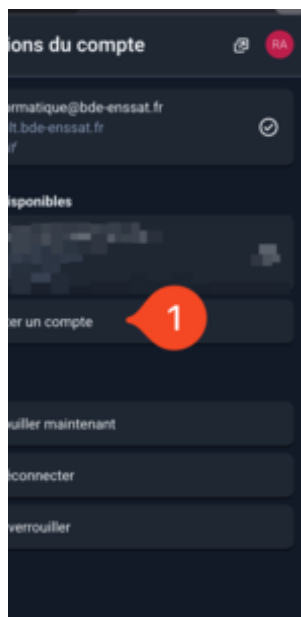 ions du compte
RA
rmatique@bde-enssat.fr
lt.bde-enssat.fr
if
isponibles
ter un compte
1
uiller maintenant
éconnecter
verrouiller